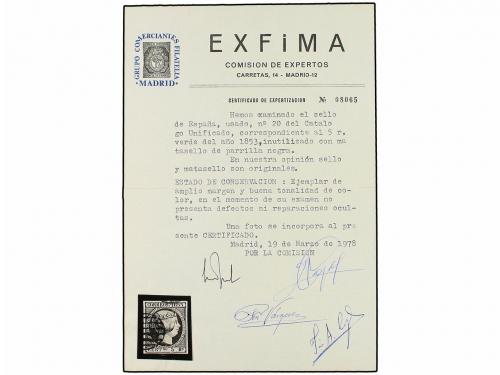 GRUPO COMERCIANTES FILATELIA
MADRID
EXFiMA
COMISION DE EXPERTOS
CARRETAS, 14 - MADRID-12
CERTIFICADO DE EXPERTIZACION № 08065
Hemos examinado el sello
de España, usado, nº 20 del Catalo
go Unificado, correspondiente al 5 r.
verde del año 1853, inutilizado con ma
tasello de parrilla negra.
En nuestra opinión sello
y matasello son originales.
ESTADO DE CONSERVACION : Ejemplar de
amplio margen y buena tonalidad de co-
lor, en el momento de su examen no
presenta defectos ni reparaciones ocul-
tas.
Una foto se incorpora al pre
sente CERTIFICADO.
Madrid, 19 de Marzo de 1978
POR LA COMISION
Vazquez
5